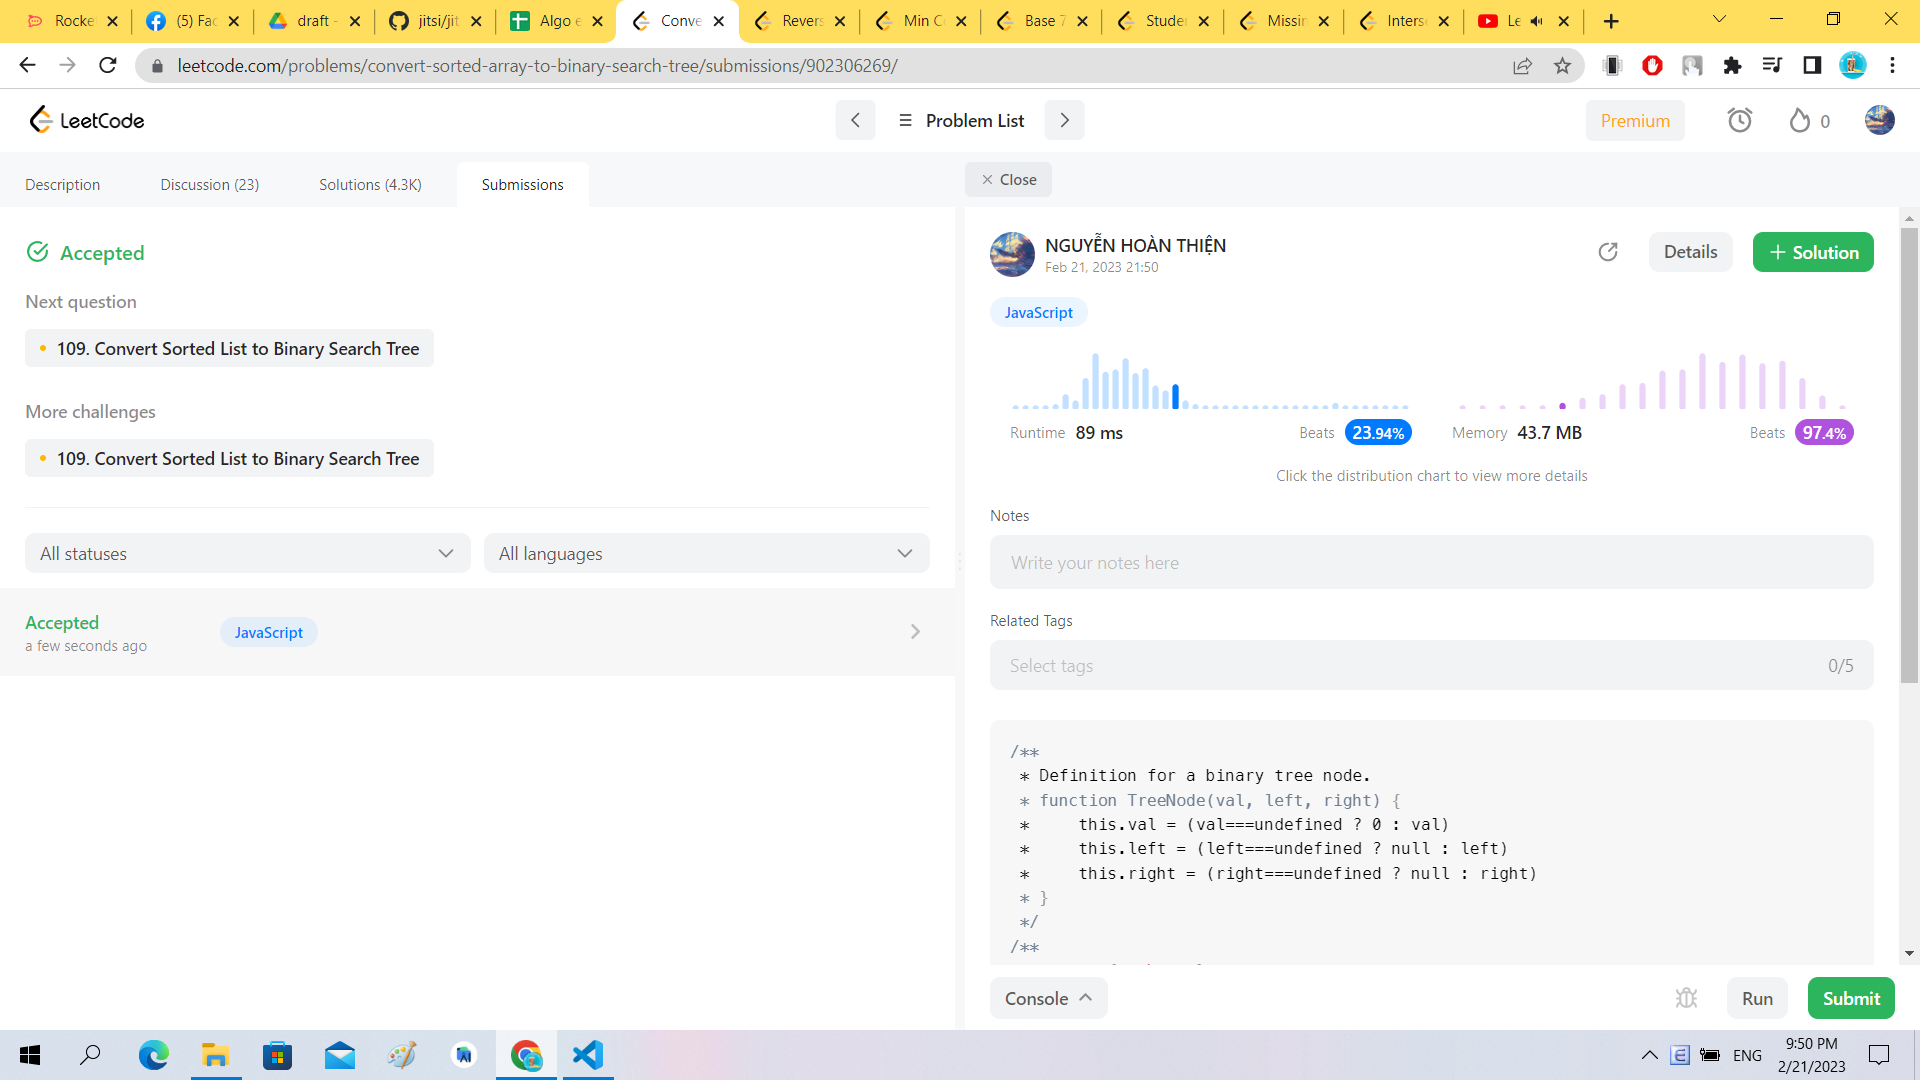 Rocke
(5) Fac
draft -
jitsi/jit
Algo e
Conve
Revers
Min Co
Base 7
Studen
Missin
Inters
Le
leetcode.com/problems/convert-sorted-array-to-binary-search-tree/submissions/902306269/
LeetCode
Problem List
Premium
0
Description
Discussion (23)
Solutions (4.3K)
Submissions
Close
Accepted
Next question
109. Convert Sorted List to Binary Search Tree
More challenges
109. Convert Sorted List to Binary Search Tree
All statuses
All languages
Accepted
a few seconds ago
JavaScript
NGUYỄN HOÀN THIỆN
Feb 21, 2023 21:50
Details
+ Solution
JavaScript
Runtime 89 ms
Beats 23.94%
Memory 43.7 MB
Beats 97.4%
Click the distribution chart to view more details
Notes
Write your notes here
Related Tags
Select tags
0/5
/**
 * Definition for a binary tree node.
 * function TreeNode(val, left, right) {
 *     this.val = (val===undefined ? 0 : val)
 *     this.left = (left===undefined ? null : left)
 *     this.right = (right===undefined ? null : right)
 * }
 */
/**
Console
Run
Submit
ENG
9:50 PM
2/21/2023